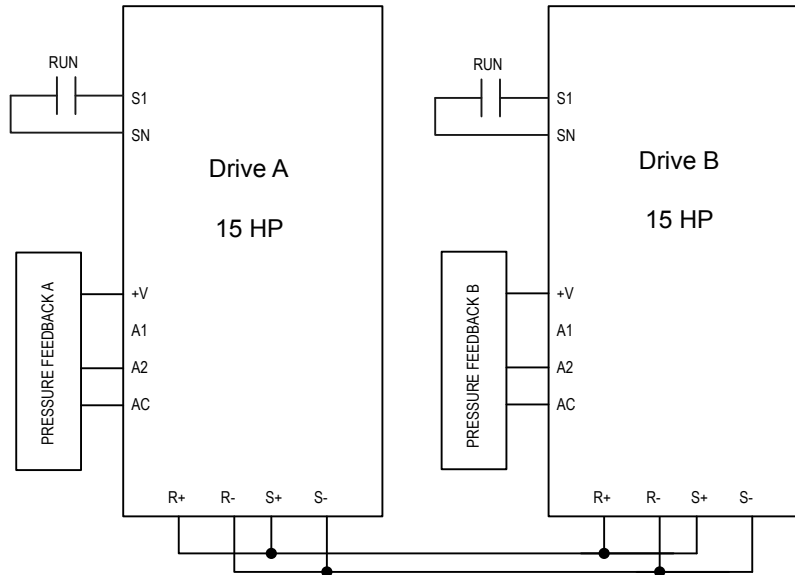 RUN
S1
SN
Drive A
15 HP
PRESSURE FEEDBACK A
+V
A1
A2
AC
R+ R- S+ S-
RUN
S1
SN
Drive B
15 HP
PRESSURE FEEDBACK B
+V
A1
A2
AC
R+ R- S+ S-